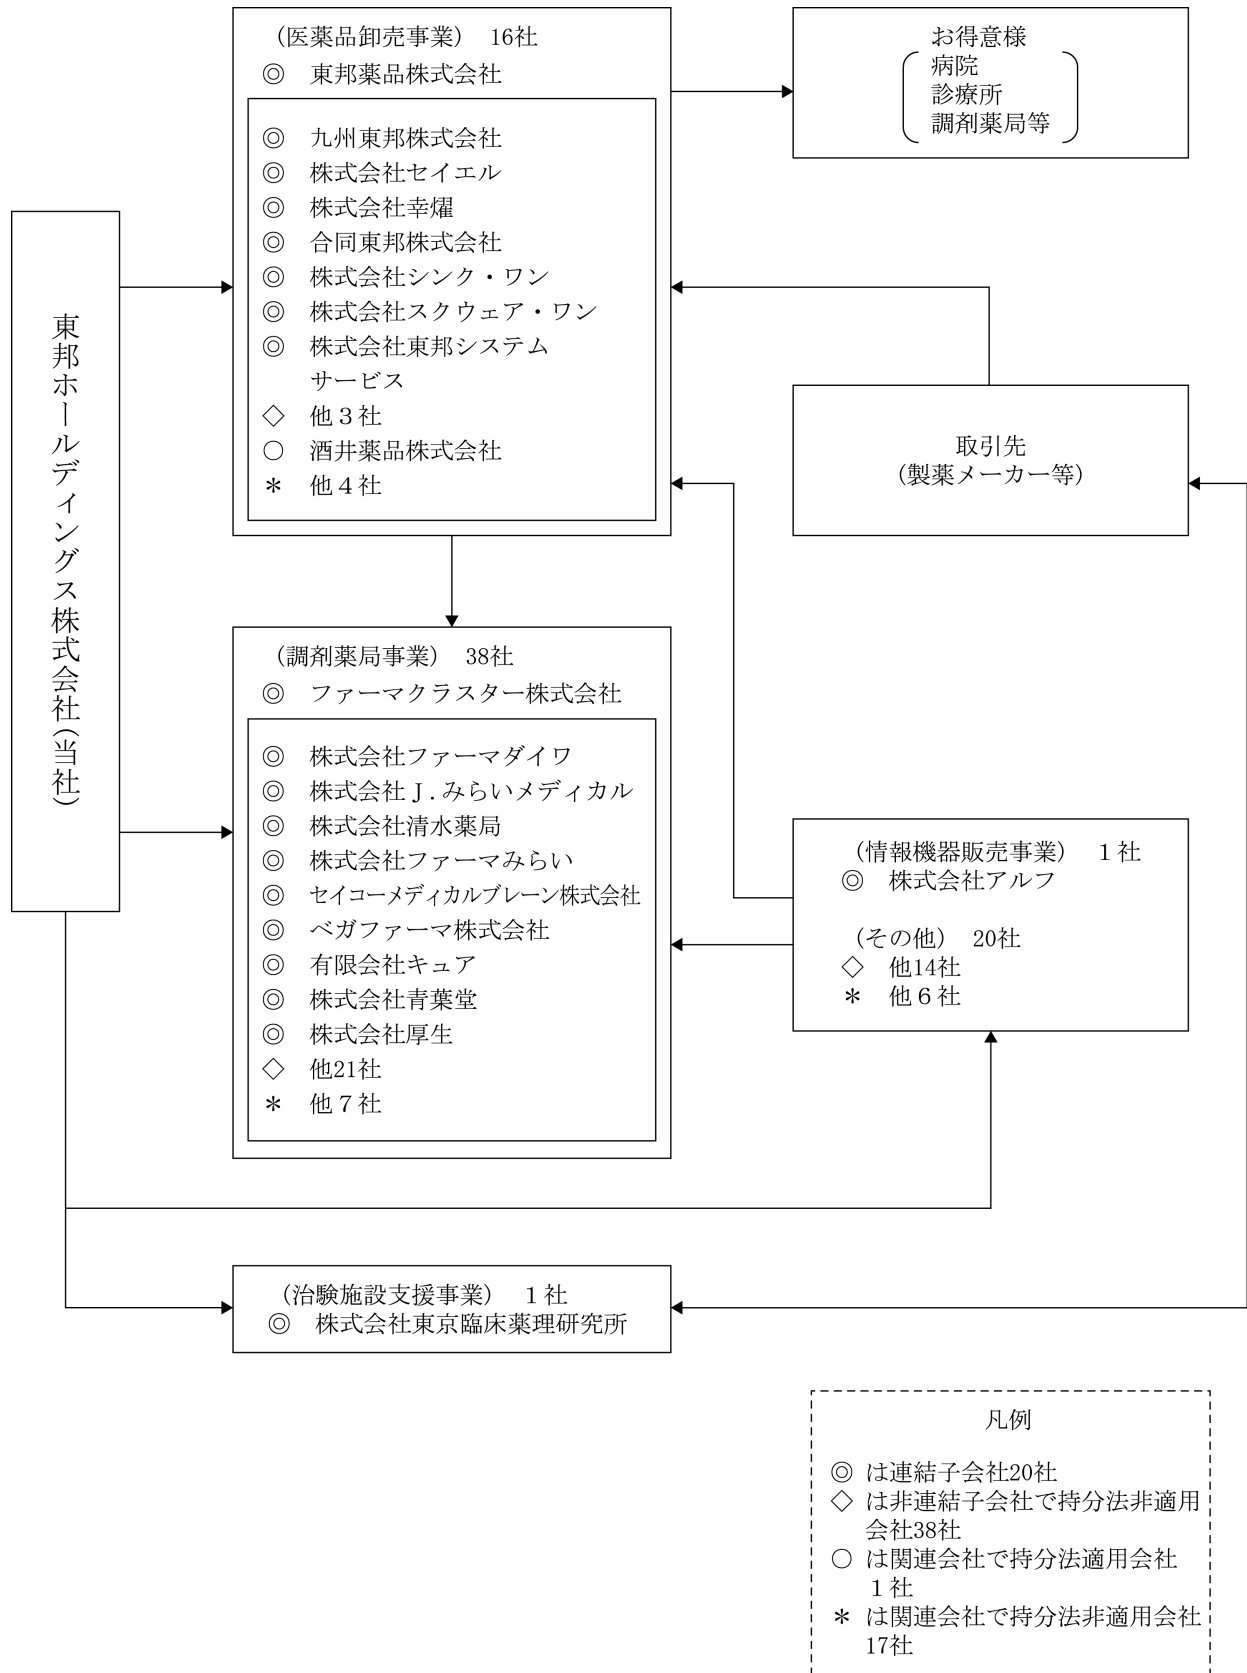 東邦ホールディングス株式会社(当社)
(医薬品卸売事業) 16社
◎ 東邦薬品株式会社
◎ 九州東邦株式会社
◎ 株式会社セイエル
◎ 株式会社幸燿
◎ 合同東邦株式会社
◎ 株式会社シンク・ワン
◎ 株式会社スクウェア・ワン
◎ 株式会社東邦システム
サービス
◇ 他3社
○ 酒井薬品株式会社
* 他4社
お得意様
病院
診療所
調剤薬局等
取引先
(製薬メーカー等)
(調剤薬局事業) 38社
◎ ファーマクラスター株式会社
◎ 株式会社ファーマダイワ
◎ 株式会社J.みらいメディカル
◎ 株式会社清水薬局
◎ 株式会社ファーマみらい
◎ セイコーメディカルブレーン株式会社
◎ ベガファーマ株式会社
◎ 有限会社キュア
◎ 株式会社青葉堂
◎ 株式会社厚生
◇ 他21社
* 他7社
(情報機器販売事業) 1社
◎ 株式会社アルフ
(その他) 20社
◇ 他14社
* 他6社
(治験施設支援事業) 1社
◎ 株式会社東京臨床薬理研究所
凡例
◎ は連結子会社20社
◇ は非連結子会社で持分法非適用
会社38社
○ は関連会社で持分法適用会社
1社
* は関連会社で持分法非適用会社
17社